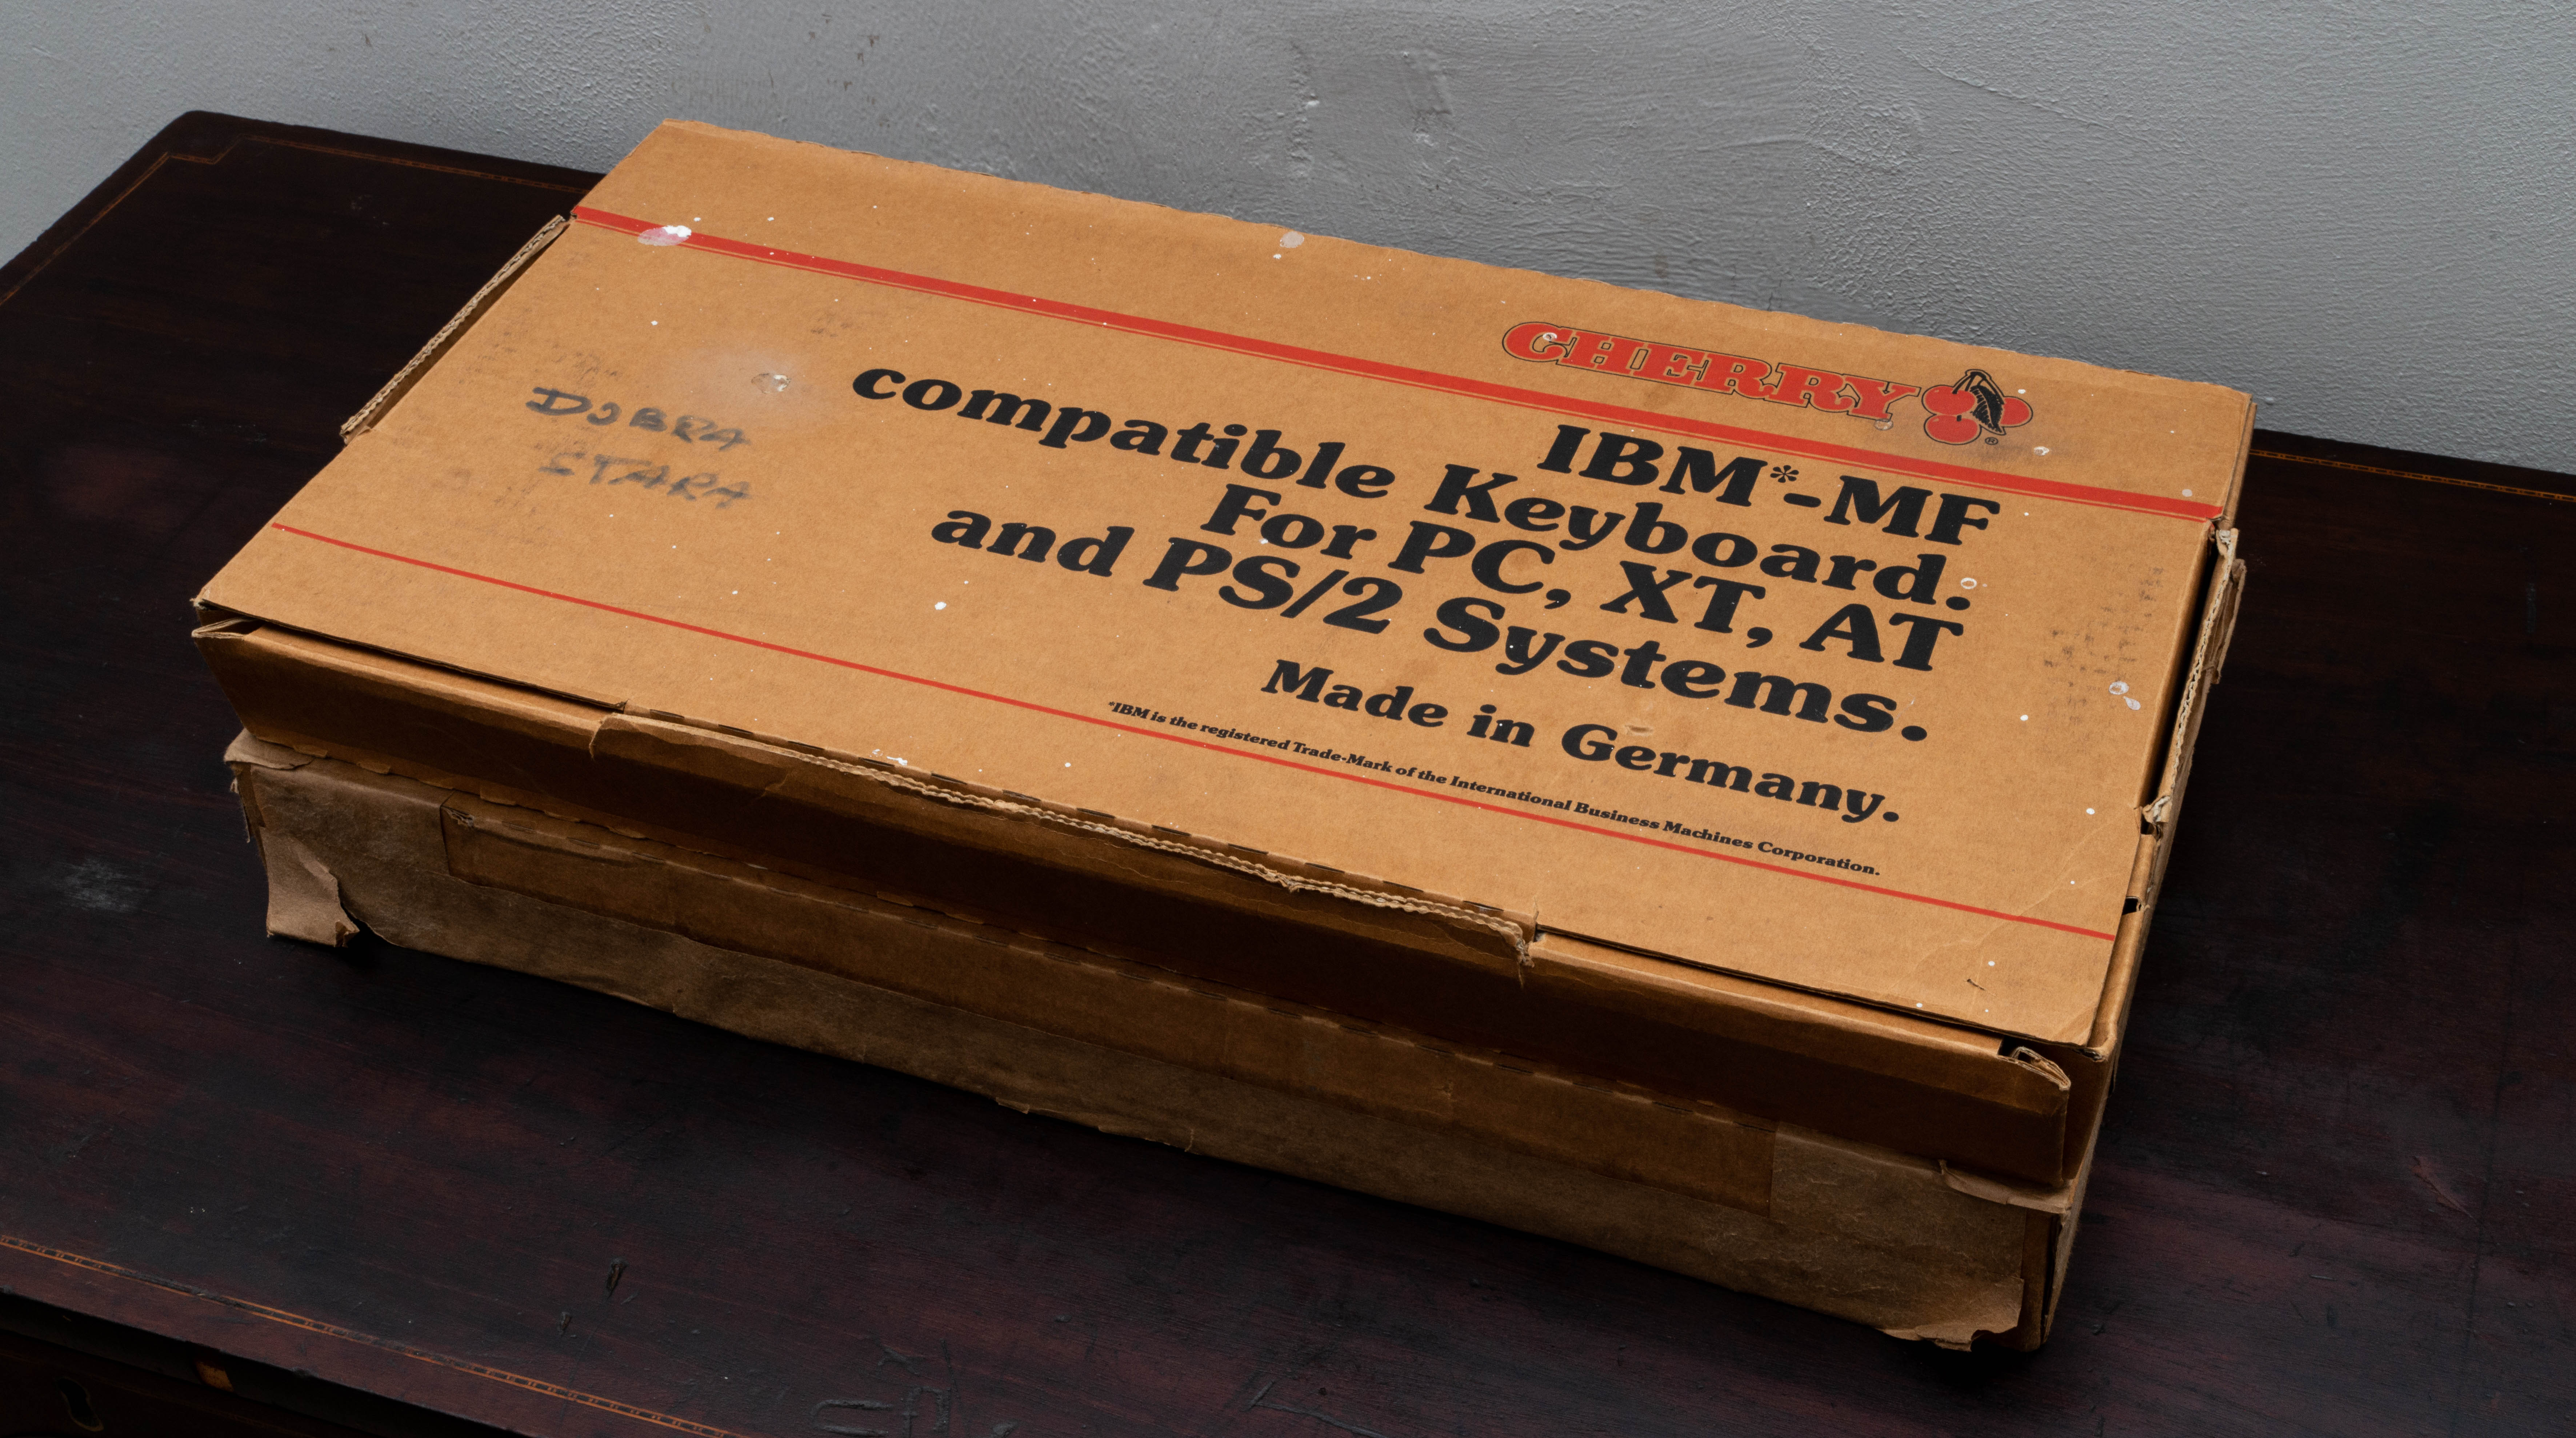 CHERRY
®
IBM*-MF
compatible Keyboard.
For PC, XT, AT
and PS/2 Systems.
Made in Germany.
*IBM is the registered Trade-Mark of the International Business Machines Corporation.
DOBRA
STARA